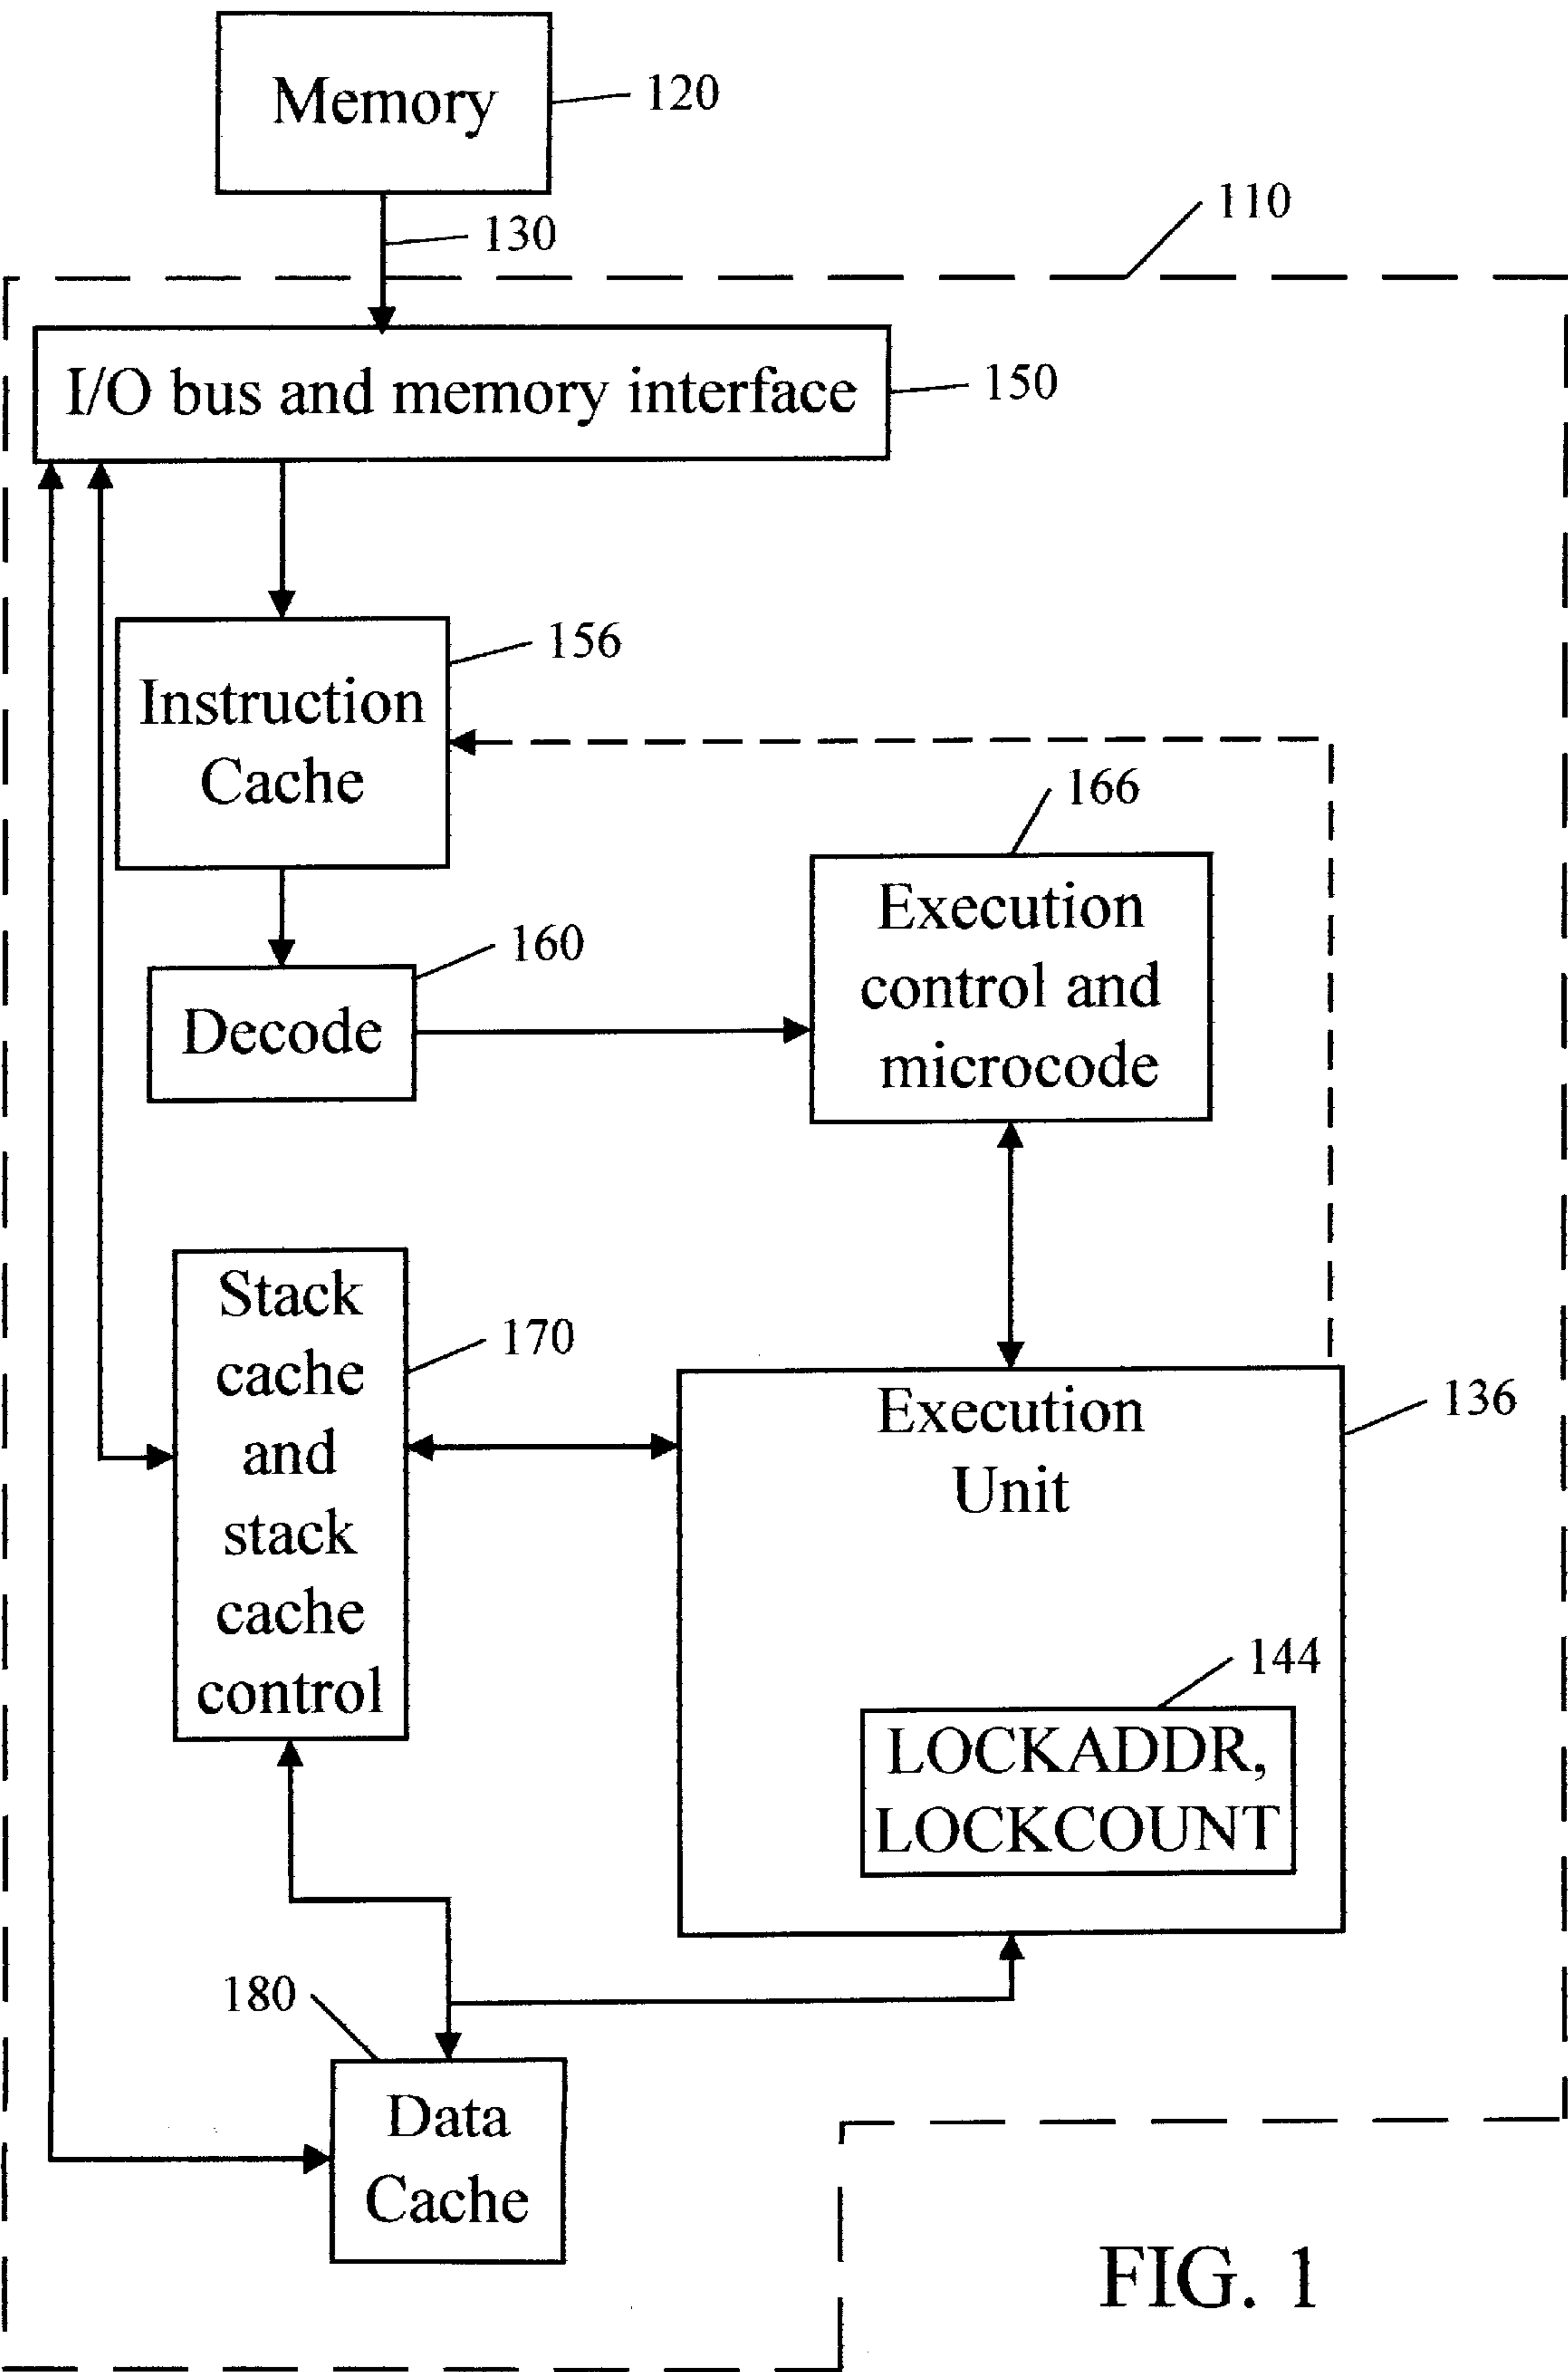 Memory
120
130
110
I/O bus and memory interface
150
156
Instruction
Cache
166
Execution
control and
microcode
160
Decode
Stack
cache
and
stack
cache
control
170
Execution
Unit
136
144
LOCKADDR,
LOCKCOUNT
180
Data
Cache
FIG. 1